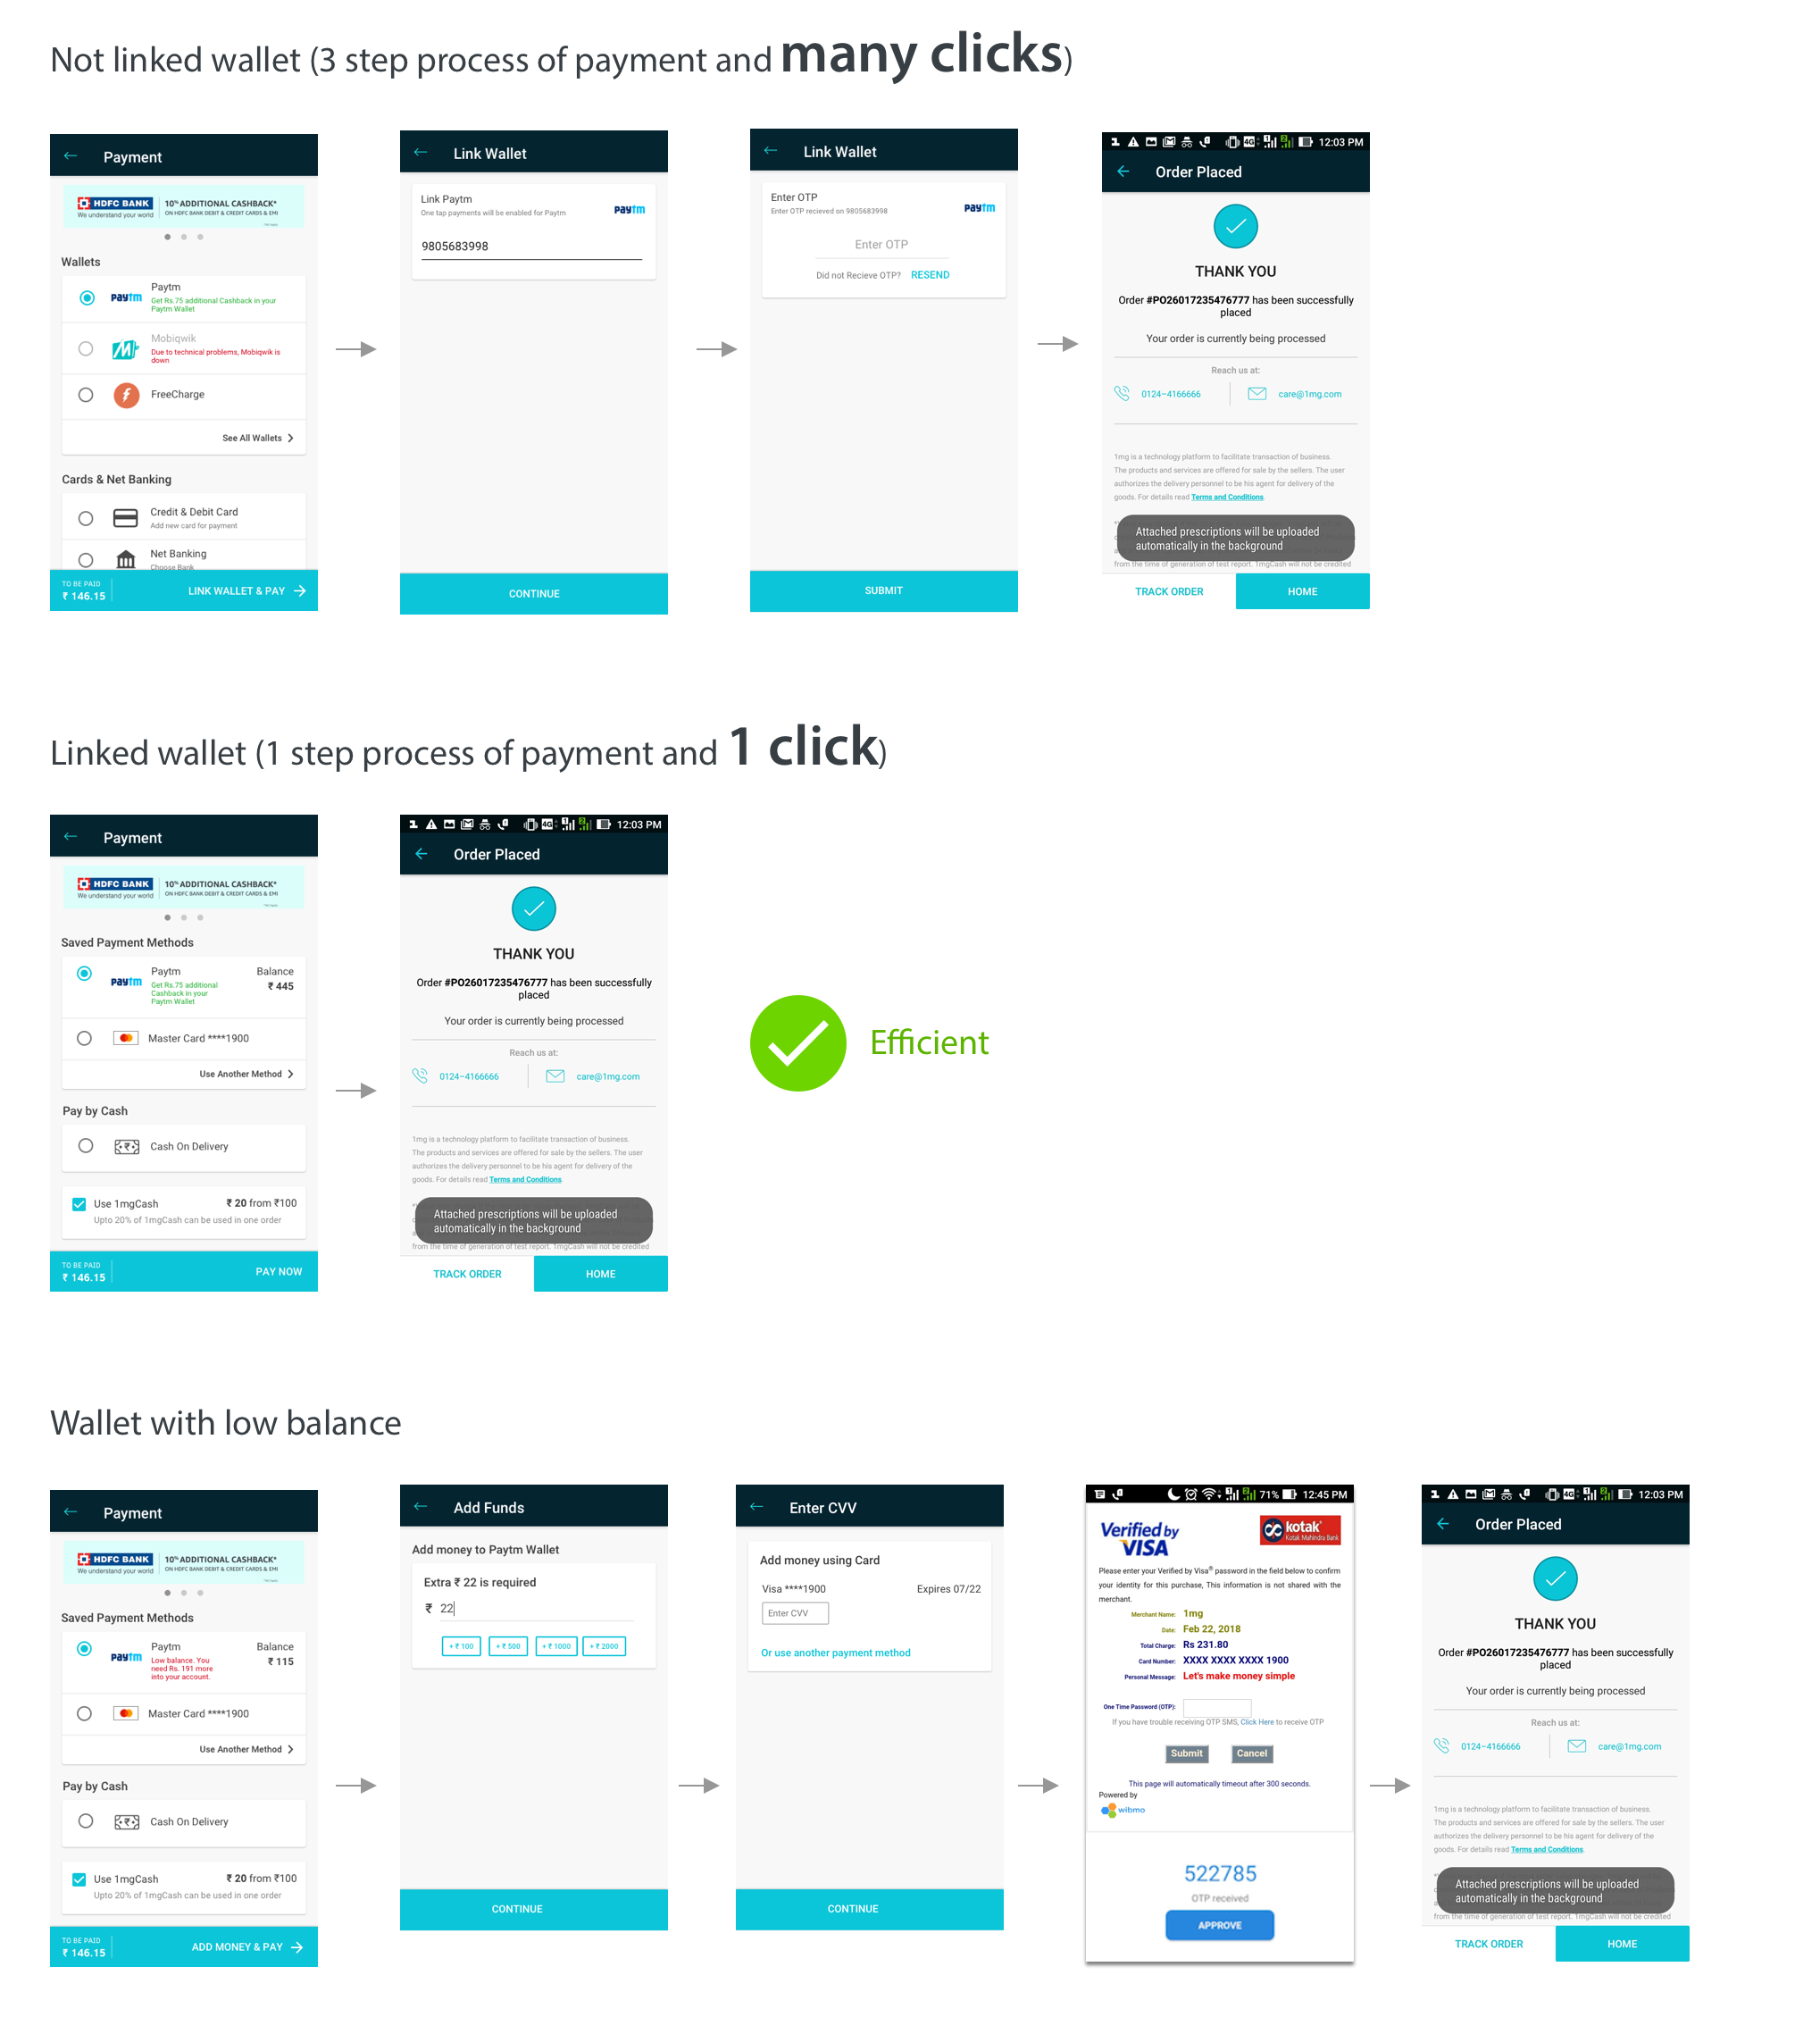 Not linked wallet (3 step process of payment and many clicks)
Payment
HDFC BANK
We understand your world
10% ADDITIONAL CASHBACK*
ON HDFC BANK DEBIT & CREDIT CARDS & EMI
Wallets
Paytm
Paytm
Get Rs.75 additional Cashback in your
Paytm Wallet
Mobiqwik
Due to technical problems, Mobiqwik is
down
FreeCharge
See All Wallets
Cards & Net Banking
Credit & Debit Card
Add new card for payment
Net Banking
Choose Bank
TO BE PAID
₹ 146.15
LINK WALLET & PAY
Link Wallet
Link Paytm
One tap payments will be enabled for Paytm
Paytm
9805683998
CONTINUE
Link Wallet
Enter OTP
Enter OTP recieved on 9805683998
Paytm
Enter OTP
Did not Recieve OTP? RESEND
SUBMIT
4G 12:03 PM
Order Placed
THANK YOU
Order #PO26017235476777 has been successfully
placed
Your order is currently being processed
Reach us at:
0124-4166666
care@1mg.com
1mg is a technology platform to facilitate transaction of business.
The products and services are offered for sale by the sellers. The user
authorizes the delivery personnel to be his agent for delivery of the
goods. For details read Terms and Conditions.
Attached prescriptions will be uploaded
automatically in the background
from the time of generation of test report. 1mgCash will not be credited
TRACK ORDER
HOME
Linked wallet (1 step process of payment and 1 click)
Payment
HDFC BANK
We understand your world
10% ADDITIONAL CASHBACK*
ON HDFC BANK DEBIT & CREDIT CARDS & EMI
Saved Payment Methods
Paytm
Paytm
Get Rs.75 additional
Cashback in your
Paytm Wallet
Balance
₹ 445
Master Card ****1900
Use Another Method
Pay by Cash
Cash On Delivery
Use 1mgCash
₹ 20 from ₹100
Upto 20% of 1mgCash can be used in one order
TO BE PAID
₹ 146.15
PAY NOW
4G 12:03 PM
Order Placed
THANK YOU
Order #PO26017235476777 has been successfully
placed
Your order is currently being processed
Reach us at:
0124-4166666
care@1mg.com
1mg is a technology platform to facilitate transaction of business.
The products and services are offered for sale by the sellers. The user
authorizes the delivery personnel to be his agent for delivery of the
goods. For details read Terms and Conditions.
Attached prescriptions will be uploaded
automatically in the background
from the time of generation of test report. 1mgCash will not be credited
TRACK ORDER
HOME
Efficient
Wallet with low balance
Payment
HDFC BANK
We understand your world
10% ADDITIONAL CASHBACK*
ON HDFC BANK DEBIT & CREDIT CARDS & EMI
Saved Payment Methods
Paytm
Paytm
Low balance. You
need Rs. 191 more
into your account.
Balance
₹ 115
Master Card ****1900
Use Another Method
Pay by Cash
Cash On Delivery
Use 1mgCash
₹ 20 from ₹100
Upto 20% of 1mgCash can be used in one order
TO BE PAID
₹ 146.15
ADD MONEY & PAY
Add Funds
Add money to Paytm Wallet
Extra ₹ 22 is required
₹ 22
+ ₹ 100
+ ₹ 500
+ ₹ 1000
+ ₹ 2000
CONTINUE
Enter CVV
Add money using Card
Visa ****1900
Expires 07/22
Enter CVV
Or use another payment method
CONTINUE
71% 12:45 PM
Verified by
VISA
kotak
Kotak Mahindra Bank
Please enter your Verified by Visa® password in the field below to confirm
your identity for this purchase, This information is not shared with the
merchant.
Merchant Name: 1mg
Date: Feb 22, 2018
Total Charge: Rs 231.80
Card Number: XXXX XXXX XXXX 1900
Personal Message: Let's make money simple
One Time Password (OTP):
If you have trouble receiving OTP SMS, Click Here to receive OTP
Submit
Cancel
This page will automatically timeout after 300 seconds.
Powered by
wibmo
522785
OTP received
APPROVE
4G 12:03 PM
Order Placed
THANK YOU
Order #PO26017235476777 has been successfully
placed
Your order is currently being processed
Reach us at:
0124-4166666
care@1mg.com
1mg is a technology platform to facilitate transaction of business.
The products and services are offered for sale by the sellers. The user
authorizes the delivery personnel to be his agent for delivery of the
goods. For details read Terms and Conditions.
Attached prescriptions will be uploaded
automatically in the background
from the time of generation of test report. 1mgCash will not be credited
TRACK ORDER
HOME